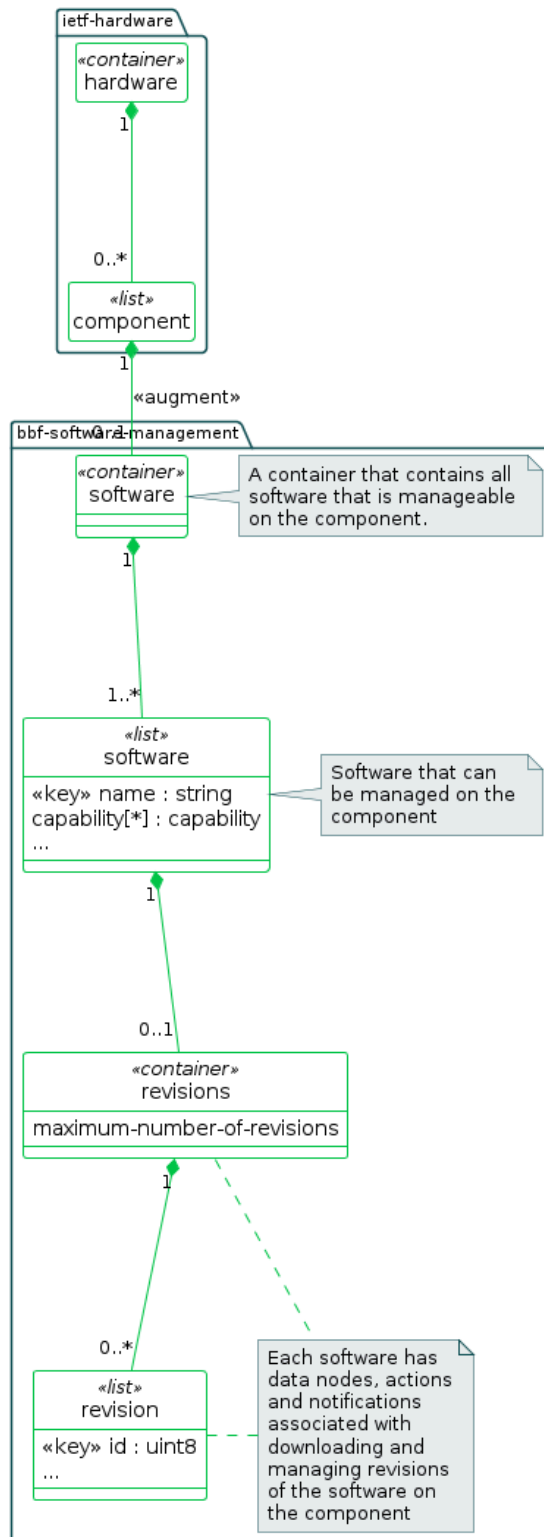 ietf-hardware
«container»
hardware
1
0..*
«list»
component
1
«augment»
0..1
bbf-software-management
«container»
software
A container that contains all
software that is manageable
on the component.
1
1..*
«list»
software
«key» name : string
capability[*] : capability
...
Software that can
be managed on the
component
1
0..1
«container»
revisions
maximum-number-of-revisions
1
0..*
«list»
revision
«key» id : uint8
...
Each software has
data nodes, actions
and notifications
associated with
downloading and
managing revisions
of the software on
the component